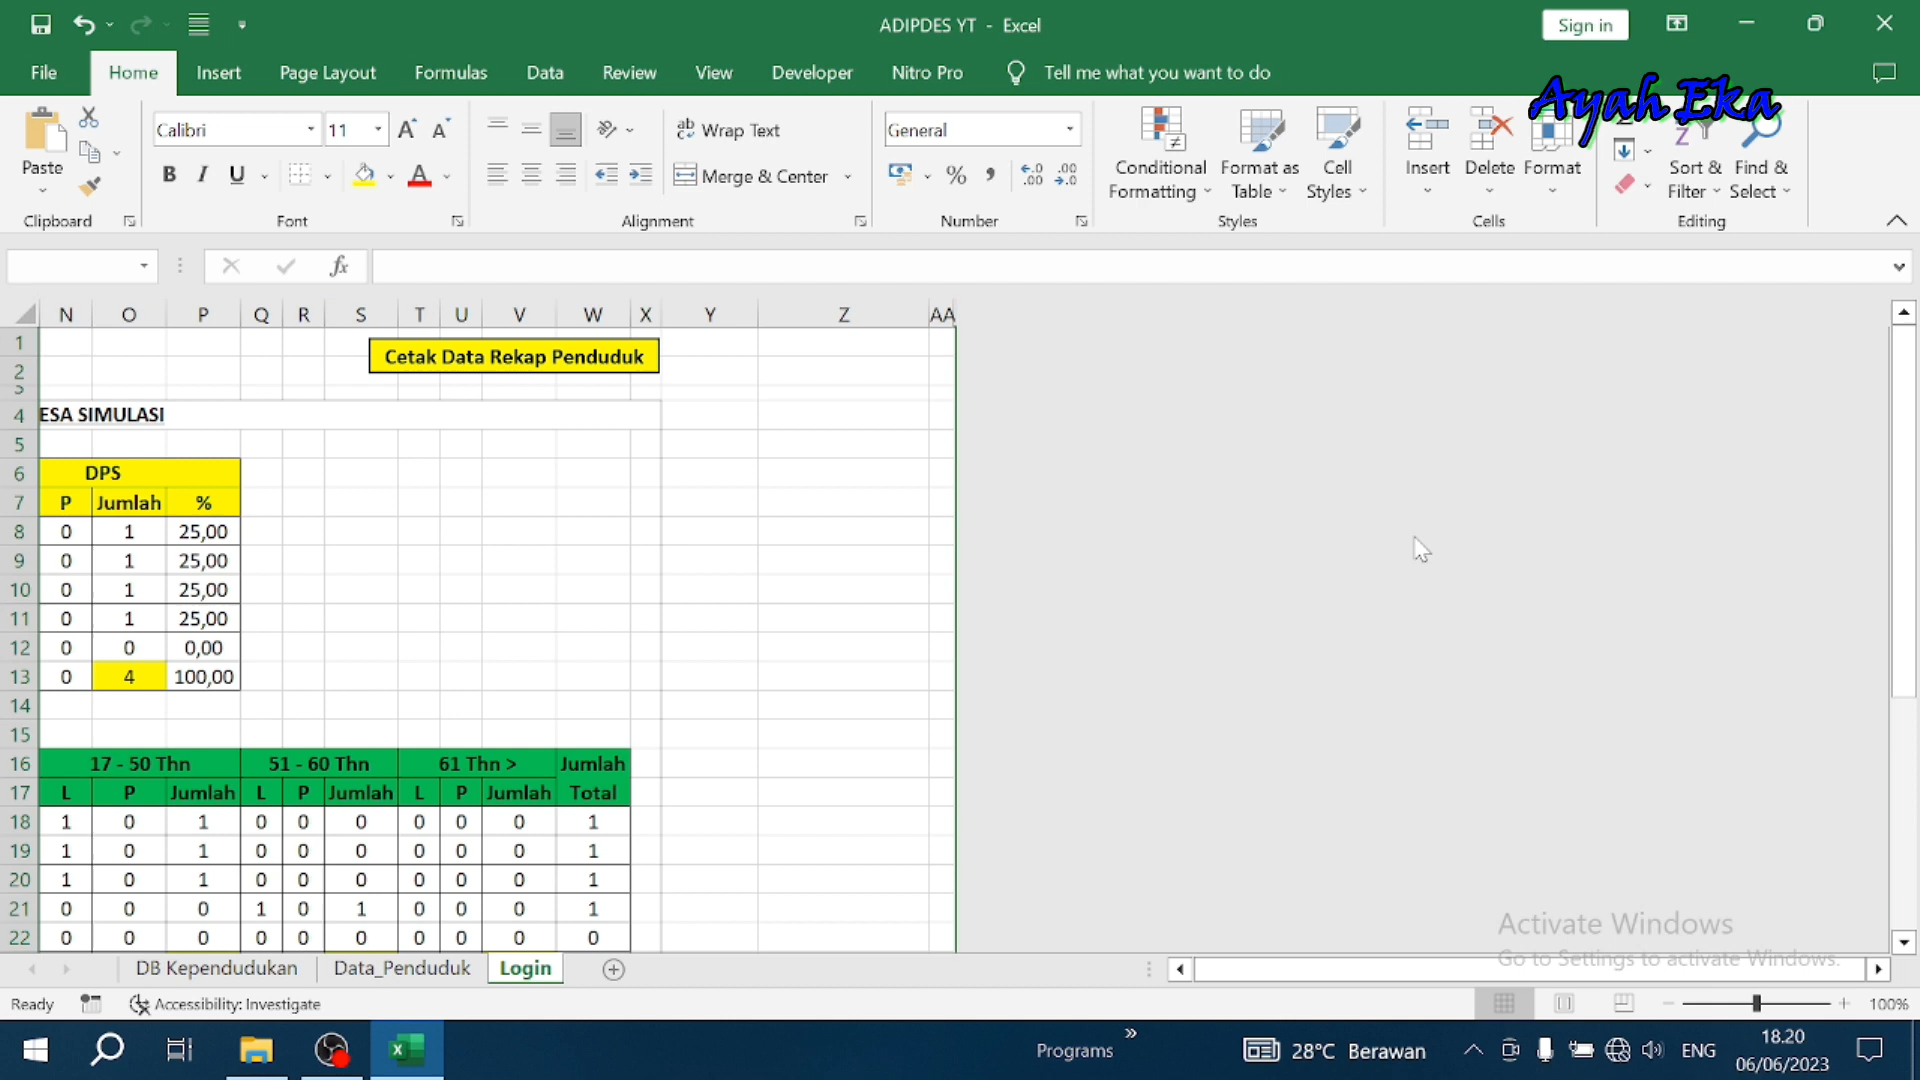 ADIPDES YT - Excel
Sign in
File Home Insert Page Layout Formulas Data Review View Developer Nitro Pro Tell me what you want to do
Ayah Eka
Paste
Calibri 11
B I U
Wrap Text
Merge & Center
General
Conditional Formatting
Format as Table
Cell Styles
Insert Delete Format
Sort & Filter
Find & Select
Clipboard Font Alignment Number Styles Cells Editing
fx
N O P Q R S T U V W X Y Z AA
1 Cetak Data Rekap Penduduk
2
3
4 ESA SIMULASI
5
6 DPS
7 P Jumlah %
8 0 1 25,00
9 0 1 25,00
10 0 1 25,00
11 0 1 25,00
12 0 0 0,00
13 0 4 100,00
14
15
16 17 - 50 Thn 51 - 60 Thn 61 Thn > Jumlah
17 L P Jumlah L P Jumlah L P Jumlah Total
18 1 0 1 0 0 0 0 0 0 1
19 1 0 1 0 0 0 0 0 0 1
20 1 0 1 0 0 0 0 0 0 1
21 0 0 0 1 0 1 0 0 0 1
22 0 0 0 0 0 0 0 0 0 0
Activate Windows
Go to Settings to activate Windows.
DB Kependudukan Data_Penduduk Login
Ready Accessibility: Investigate 100%
Programs 28°C Berawan ENG 18.20
06/06/2023